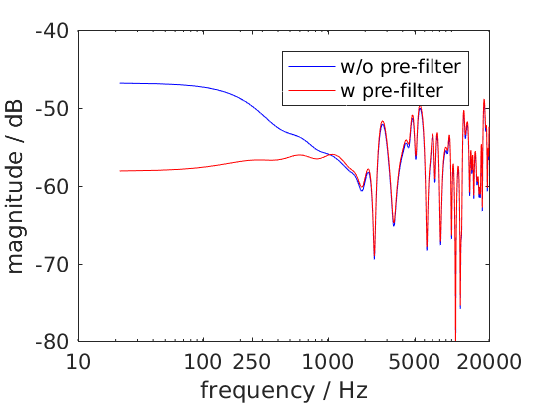 -40
-50
-60
-70
-80
magnitude / dB
w/o pre-filter
w pre-filter
10 100 250 1000 5000 20000
frequency / Hz